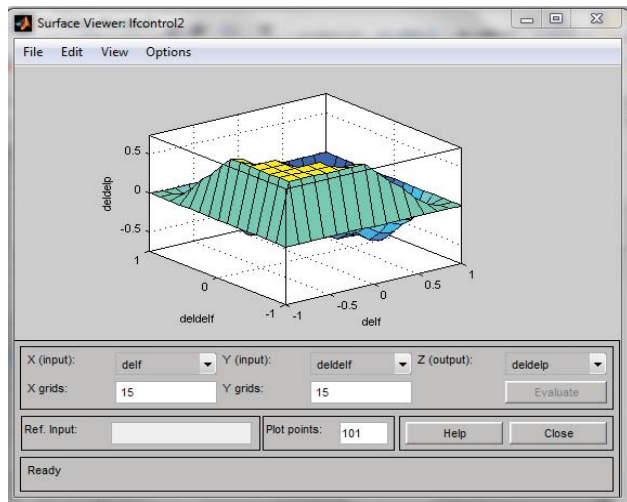 Surface Viewer: lfcontrol2
File Edit View Options
0.5
0
-0.5
deldelp
1
0
-1
deldelf
-1
-0.5
0
0.5
1
delf
X (input): delf Y (input): deldelf Z (output): deldelp
X grids: 15 Y grids: 15 Evaluate
Ref. Input: Plot points: 101 Help Close
Ready